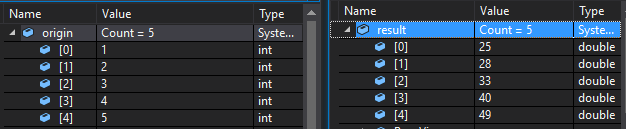 Name Value Type
origin Count = 5 Syste...
[0] 1 int
[1] 2 int
[2] 3 int
[3] 4 int
[4] 5 int
Name Value Type
result Count = 5 Syste...
[0] 25 double
[1] 28 double
[2] 33 double
[3] 40 double
[4] 49 double